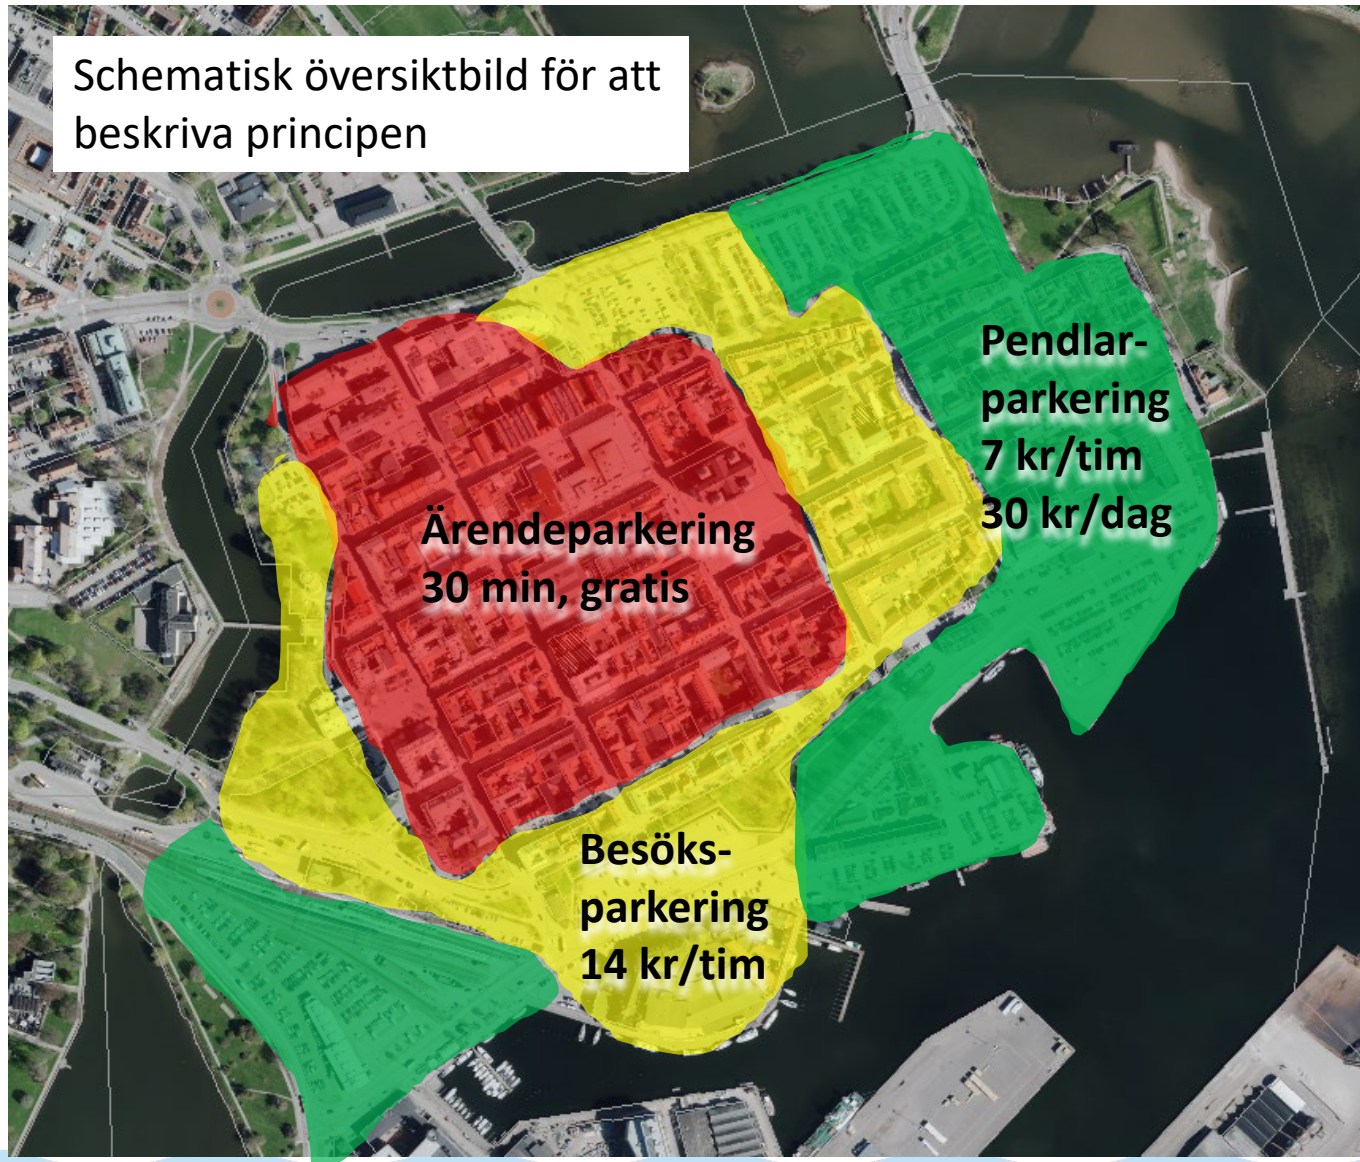 Schematisk översiktbild för att
beskriva principen
Pendlar-
parkering
7 kr/tim
30 kr/dag
Ärendeparkering
30 min, gratis
Besöks-
parkering
14 kr/tim